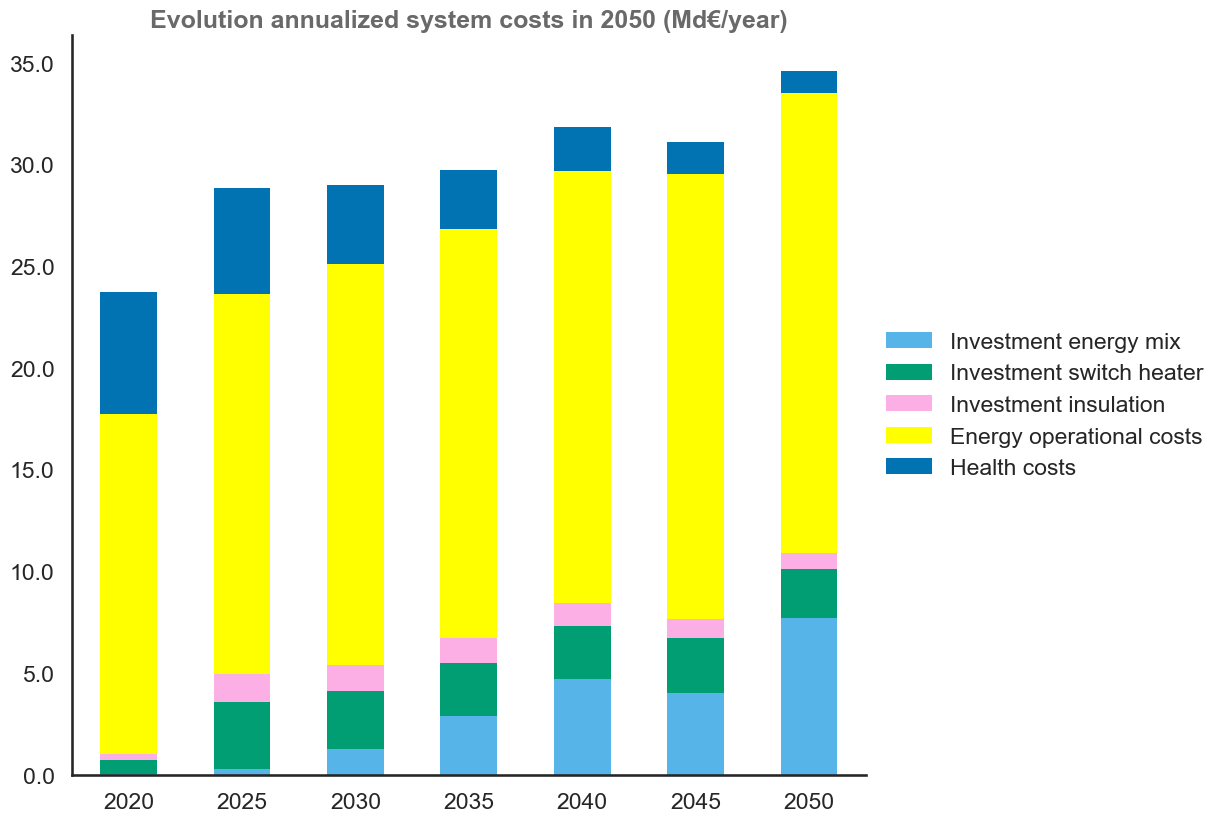 Evolution annualized system costs in 2050 (Md€/year)
35.0
30.0
25.0
20.0
15.0
10.0
5.0
0.0
2020 2025 2030 2035 2040 2045 2050
Investment energy mix
Investment switch heater
Investment insulation
Energy operational costs
Health costs